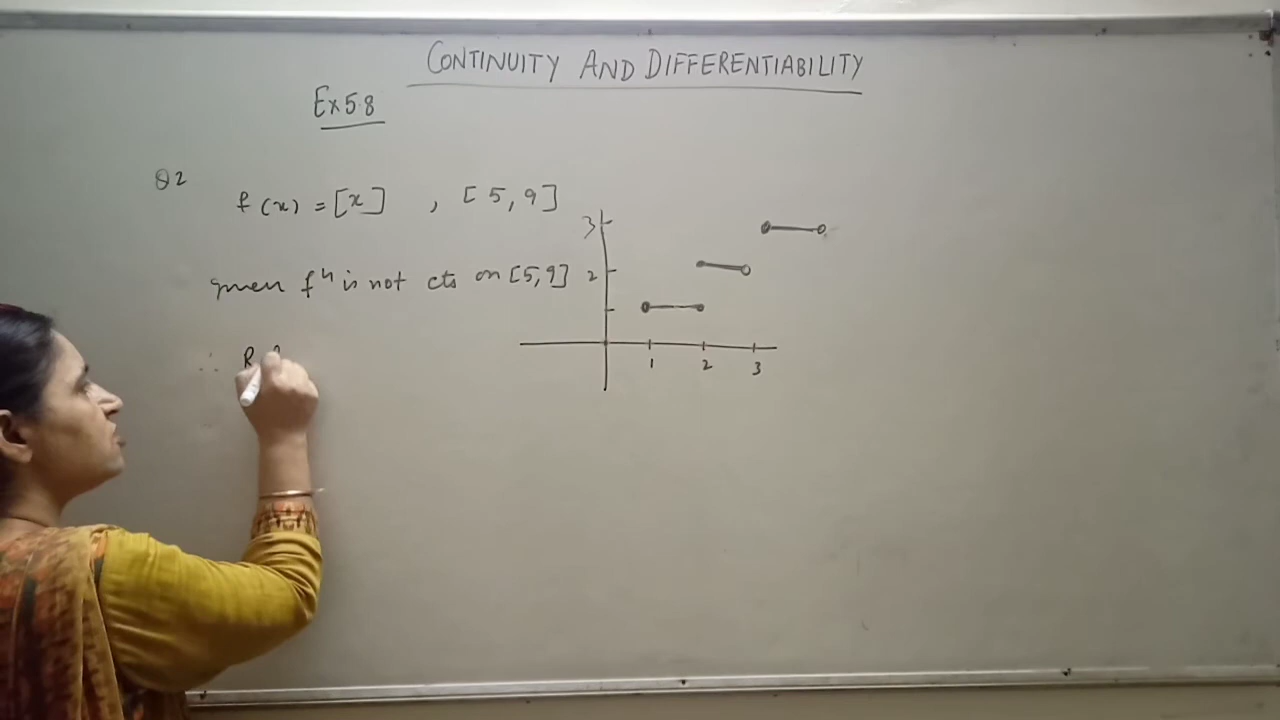 CONTINUITY AND DIFFERENTIABILITY
Ex 5.8
Q2
f(x) = [x] , [5, 9]
given fⁿ is not cts on [5, 9]
∴ R
3
2
1 2 3